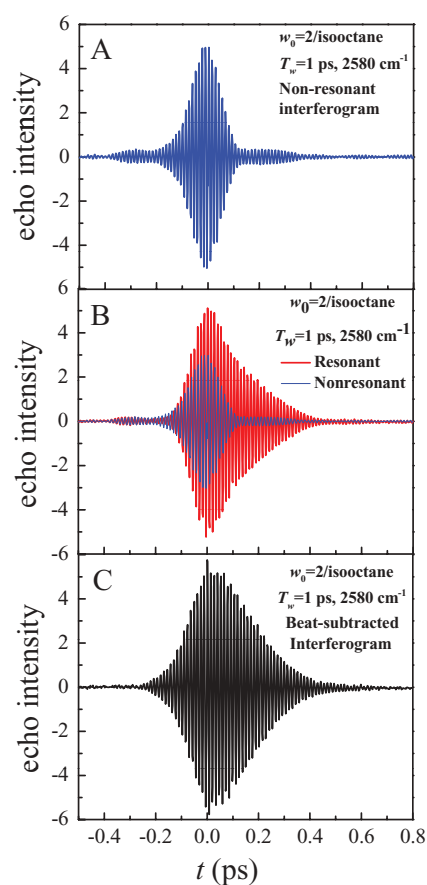 A
w₀=2/isooctane
T_w=1 ps, 2580 cm⁻¹
Non-resonant
interferogram
echo intensity
6
4
2
0
-2
-4
6
B
w₀=2/isooctane
T_w=1 ps, 2580 cm⁻¹
Resonant
Nonresonant
echo intensity
4
2
0
-2
-4
-6
C
w₀=2/isooctane
T_w=1 ps, 2580 cm⁻¹
Beat-subtracted
Interferogram
echo intensity
4
2
0
-2
-4
-6
-0.4 -0.2 0.0 0.2 0.4 0.6 0.8
t (ps)